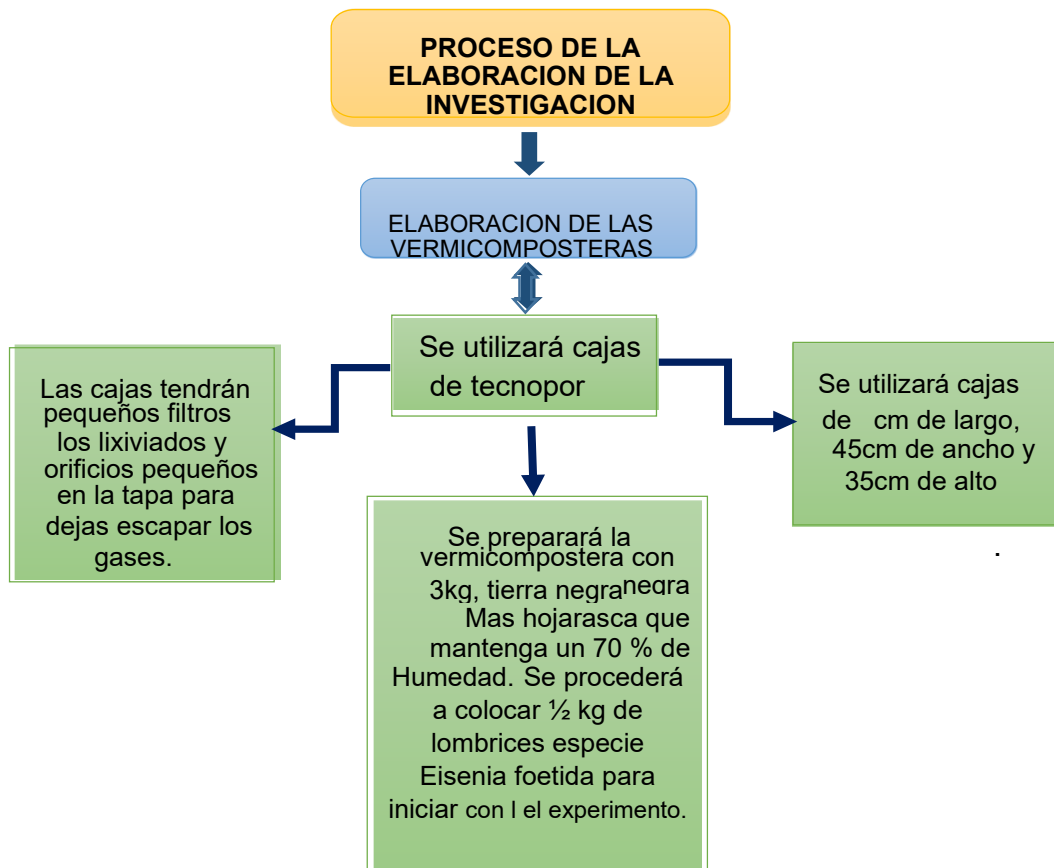 PROCESO DE LA
ELABORACION DE LA
INVESTIGACION
ELABORACION DE LAS
VERMICOMPOSTERAS
Se utilizará cajas
de tecnopor
Las cajas tendrán
pequeños filtros
los lixiviados y
orificios pequeños
en la tapa para
dejas escapar los
gases.
Se preparará la
vermicompostera con
3kg, tierra negra negra
Mas hojarasca que
mantenga un 70 % de
Humedad. Se procederá
a colocar ½ kg de
lombrices especie
Eisenia foetida para
iniciar con l el experimento.
Se utilizará cajas
de cm de largo,
45cm de ancho y
35cm de alto
.